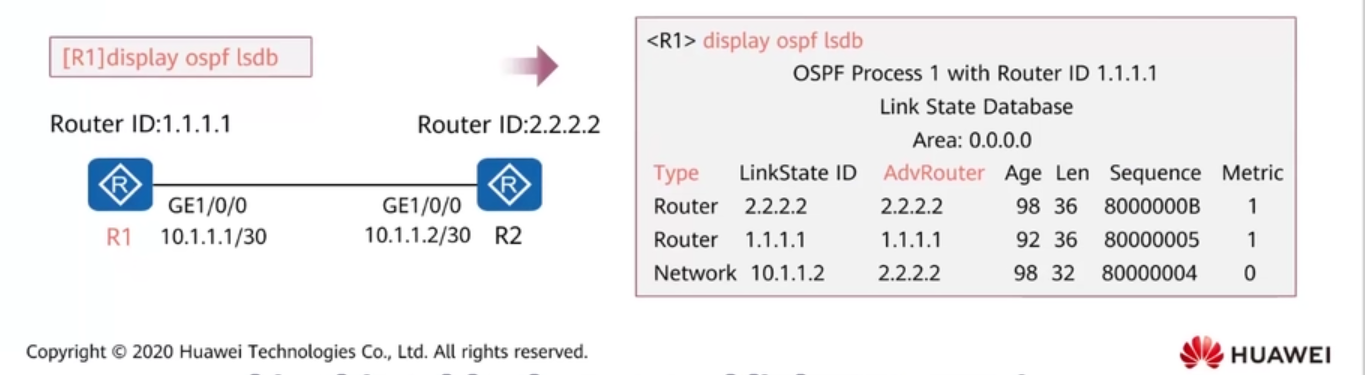 [R1]display ospf lsdb
Router ID:1.1.1.1
Router ID:2.2.2.2
R
R
GE1/0/0
GE1/0/0
R1
10.1.1.1/30
10.1.1.2/30
R2
<R1> display ospf lsdb
OSPF Process 1 with Router ID 1.1.1.1
Link State Database
Area: 0.0.0.0
Type LinkState ID AdvRouter Age Len Sequence Metric
Router 2.2.2.2 2.2.2.2 98 36 8000000B 1
Router 1.1.1.1 1.1.1.1 92 36 80000005 1
Network 10.1.1.2 2.2.2.2 98 32 80000004 0
Copyright © 2020 Huawei Technologies Co., Ltd. All rights reserved.
HUAWEI